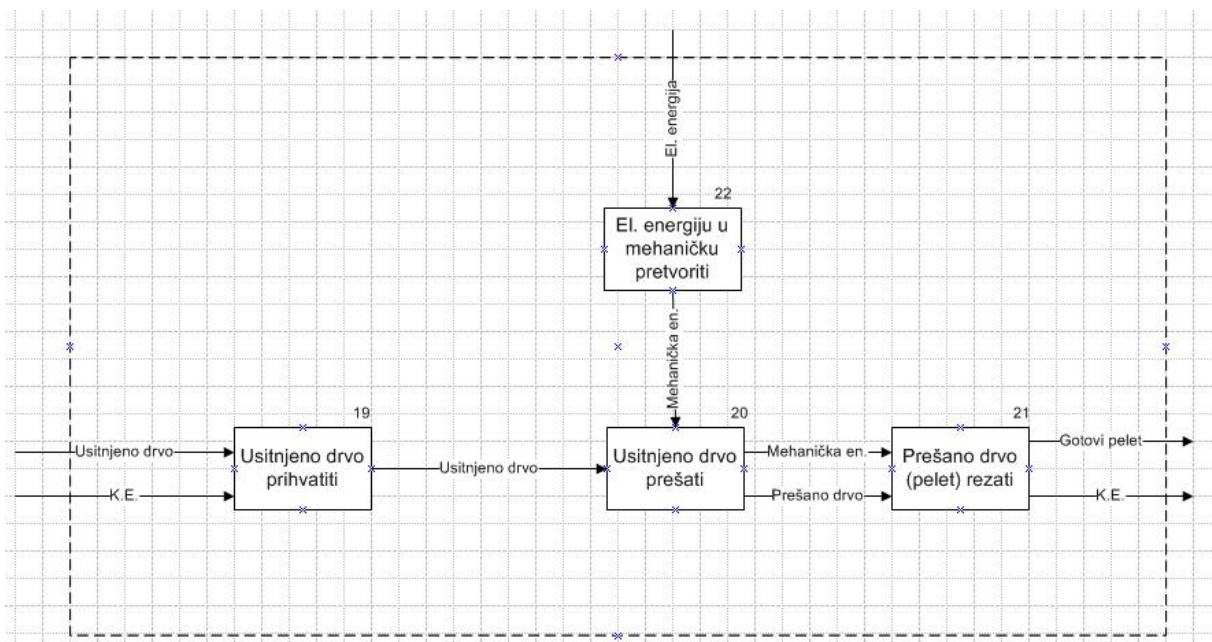 El. energija
22
El. energiju u
mehaničku
pretvoriti
Mehanička en.
19
20
21
Usitnjeno drvo
K.E.
Usitnjeno drvo
prihvatiti
Usitnjeno drvo
Usitnjeno drvo
prešati
Mehanička en.
Prešano drvo
Prešano drvo
(pelet) rezati
Gotovi pelet
K.E.